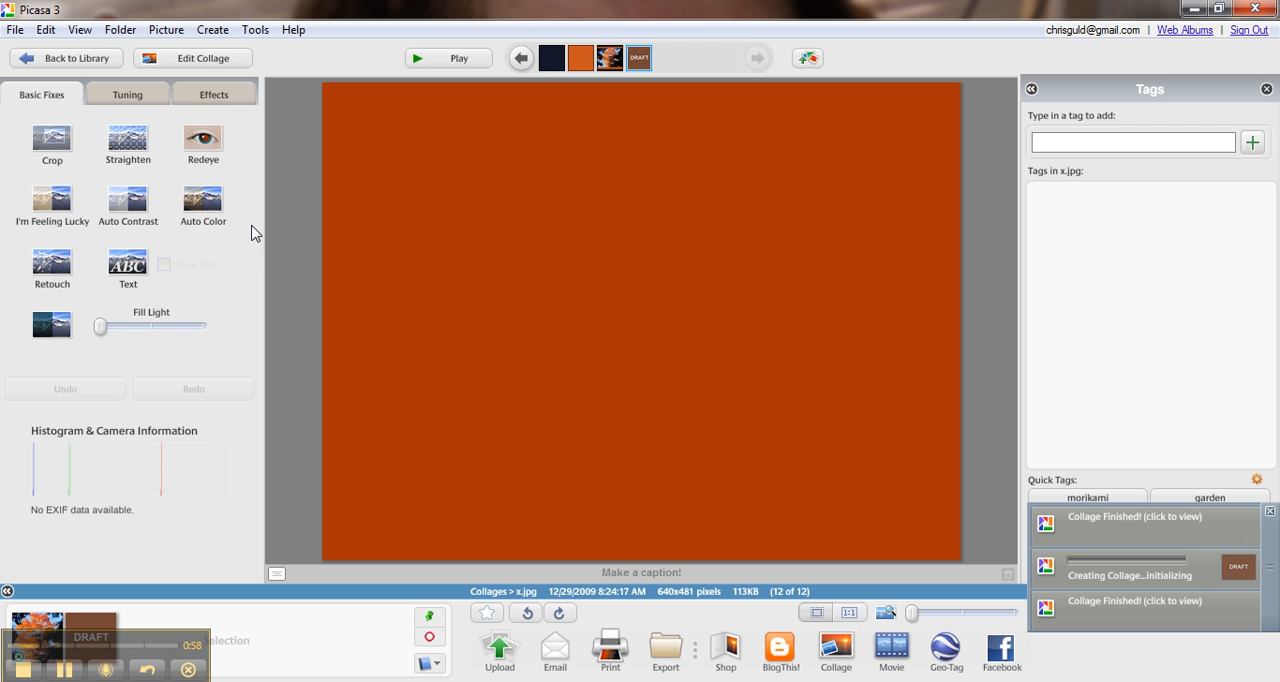 Picasa 3
File Edit View Folder Picture Create Tools Help
chrisguld@gmail.com | Web Albums | Sign Out
Back to Library Edit Collage Play DRAFT
Basic Fixes Tuning Effects
Tags
Type in a tag to add:
Crop Straighten Redeye
Tags in x.jpg:
I'm Feeling Lucky Auto Contrast Auto Color
ABC
Show Text
Retouch Text
Fill Light
Undo Redo
Histogram & Camera Information
No EXIF data available.
Quick Tags:
morikami garden
Collage Finished! (click to view)
Creating Collage...initializing
DRAFT
Collage Finished! (click to view)
Make a caption!
Collages > x.jpg 12/29/2009 8:24:17 AM 640x481 pixels 113KB (12 of 12)
1:1
DRAFT
Selection
0:58
Upload Email Print Export Shop BlogThis! Collage Movie Geo-Tag Facebook